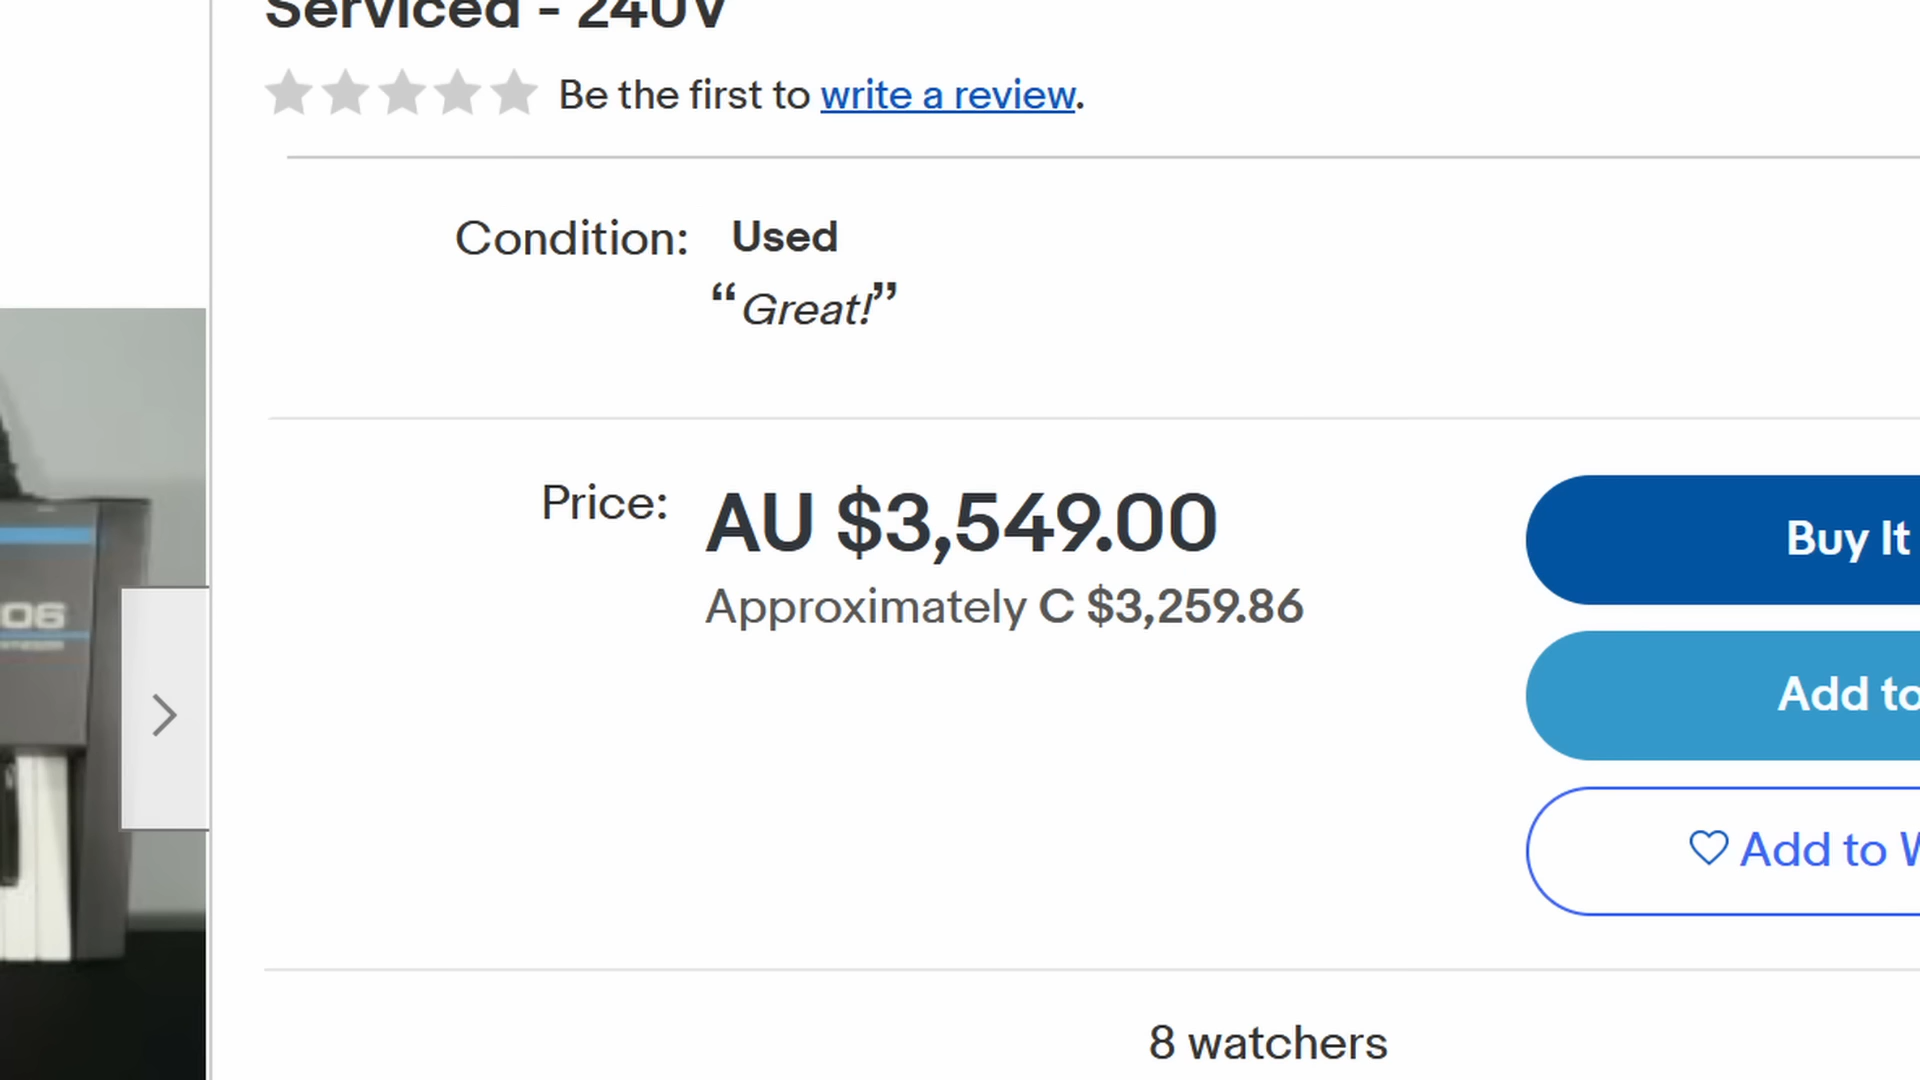 Serviced - 240V
Be the first to write a review.
Condition: Used
“Great!”
Price: AU $3,549.00
Approximately C $3,259.86
Buy It
Add to
Add to
8 watchers
06